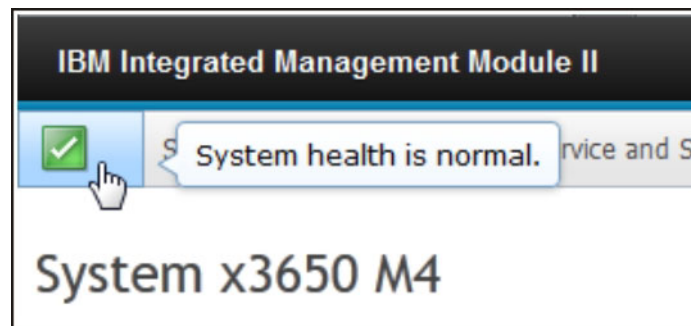 IBM Integrated Management Module II
System health is normal.
rvice and S
System x3650 M4